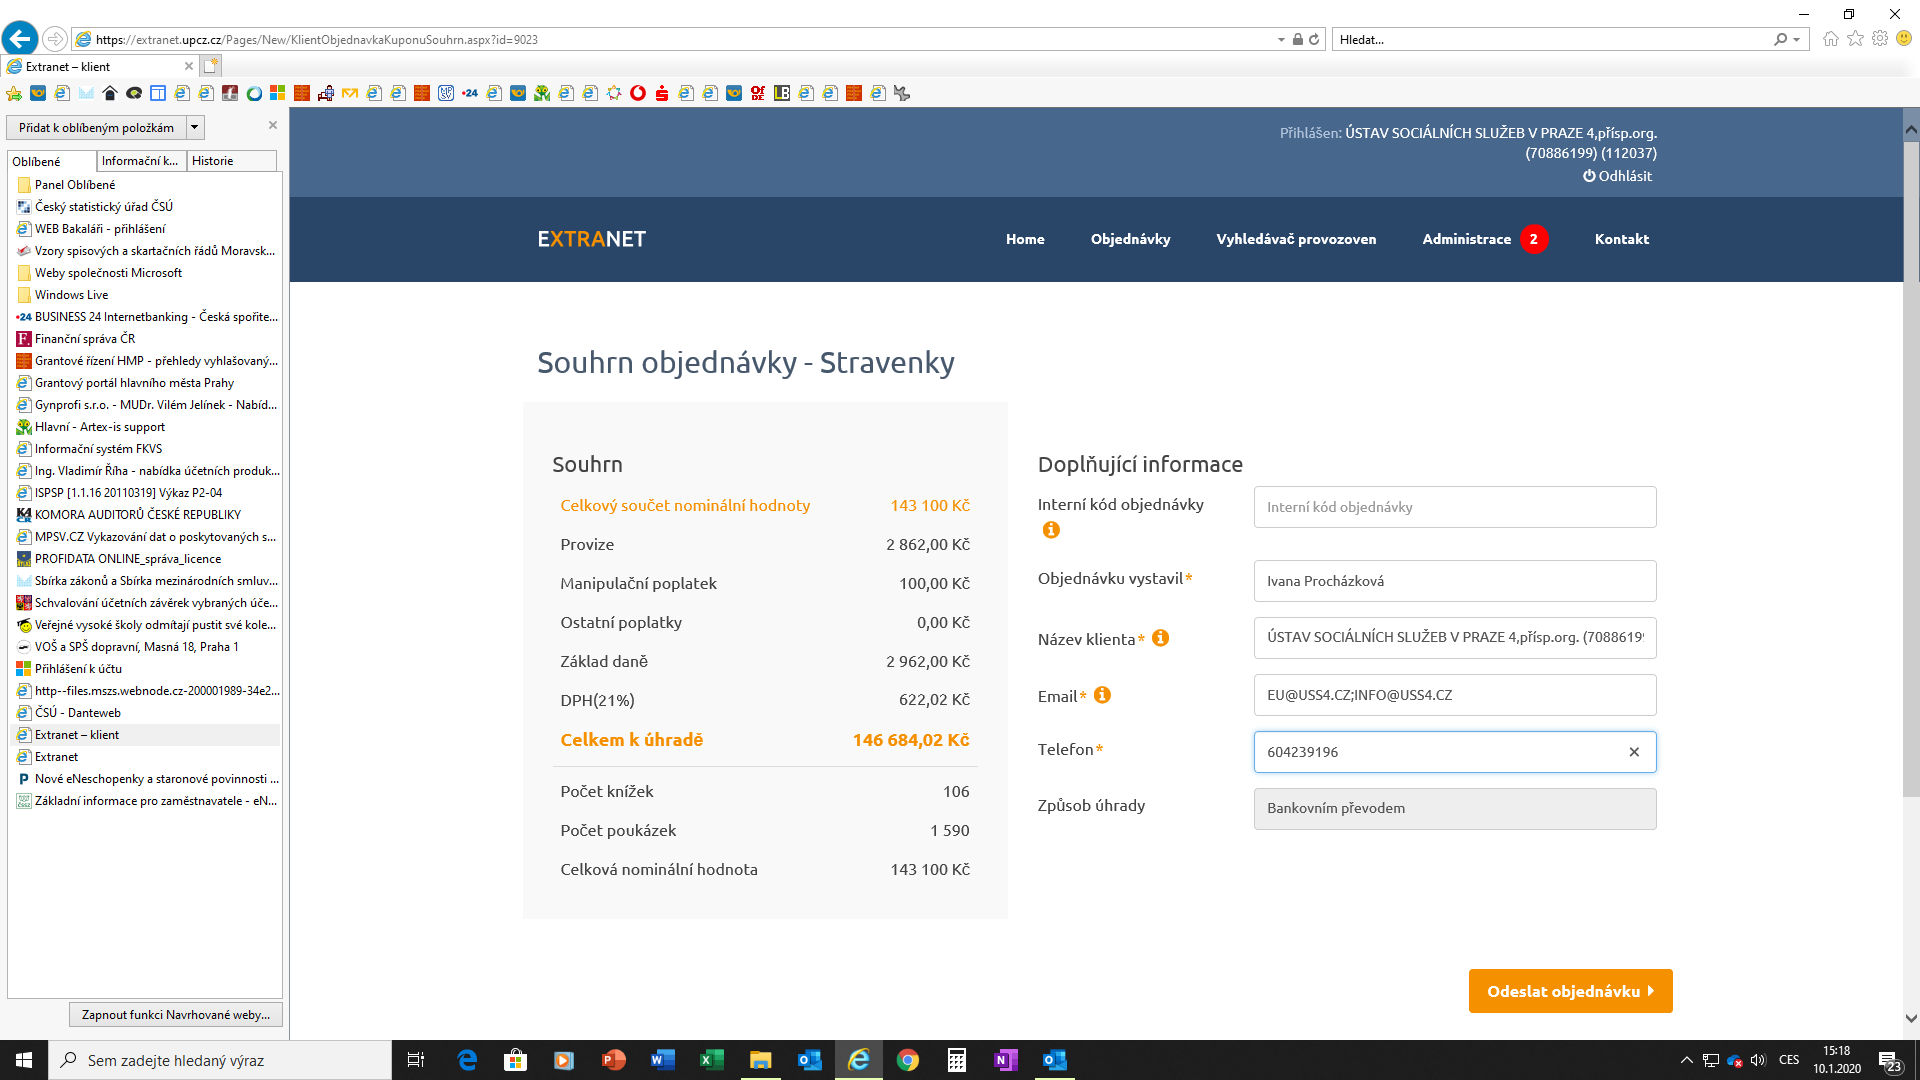 https://extranet.upcz.cz/Pages/New/KlientObjednavkaKuponuSouhrn.aspx?id=9023
Hledat...
Extranet – klient
Přidat k oblíbeným položkám
Oblíbené
Informační k...
Historie
Panel Oblíbené
Český statistický úřad ČSÚ
WEB Bakaláři - přihlášení
Vzory spisových a skartačních řádů Moravsk...
Weby společnosti Microsoft
Windows Live
BUSINESS 24 Internetbanking - Česká spořite...
Finanční správa ČR
Grantové řízení HMP - přehledy vyhlašovaný...
Grantový portál hlavního města Prahy
Gynprofi s.r.o. - MUDr. Vilém Jelínek - Nabíd...
Hlavní - Artex-is support
Informační systém FKVS
Ing. Vladimír Říha - nabídka účetních produk...
ISPSP [1.1.16 20110319] Výkaz P2-04
KOMORA AUDITORŮ ČESKÉ REPUBLIKY
MPSV.CZ Vykazování dat o poskytovaných s...
PROFIDATA ONLINE_správa_licence
Sbírka zákonů a Sbírka mezinárodních smluv...
Schvalování účetních závěrek vybraných úče...
Veřejné vysoké školy odmítají pustit své kole...
VOŠ a SPŠ dopravní, Masná 18, Praha 1
Přihlášení k účtu
http--files.mszs.webnode.cz-200001989-34e2...
ČSÚ - Danteweb
Extranet – klient
Extranet
Nové eNeschopenky a staronové povinnosti ...
Základní informace pro zaměstnavatele - eN...
Zapnout funkci Navrhované weby...
Přihlášen: ÚSTAV SOCIÁLNÍCH SLUŽEB V PRAZE 4,přísp.org.
(70886199) (112037)
Odhlásit
EXTRANET
Home
Objednávky
Vyhledávač provozoven
Administrace 2
Kontakt
Souhrn objednávky - Stravenky
Souhrn
Celkový součet nominální hodnoty 143 100 Kč
Provize 2 862,00 Kč
Manipulační poplatek 100,00 Kč
Ostatní poplatky 0,00 Kč
Základ daně 2 962,00 Kč
DPH(21%) 622,02 Kč
Celkem k úhradě 146 684,02 Kč
Počet knížek 106
Počet poukázek 1 590
Celková nominální hodnota 143 100 Kč
Doplňující informace
Interní kód objednávky Interní kód objednávky
Objednávku vystavil* Ivana Procházková
Název klienta* ÚSTAV SOCIÁLNÍCH SLUŽEB V PRAZE 4,přísp.org. (7088619
Email* EU@USS4.CZ;INFO@USS4.CZ
Telefon* 604239196
Způsob úhrady Bankovním převodem
Odeslat objednávku
Sem zadejte hledaný výraz
CES
15:18
10.1.2020
23